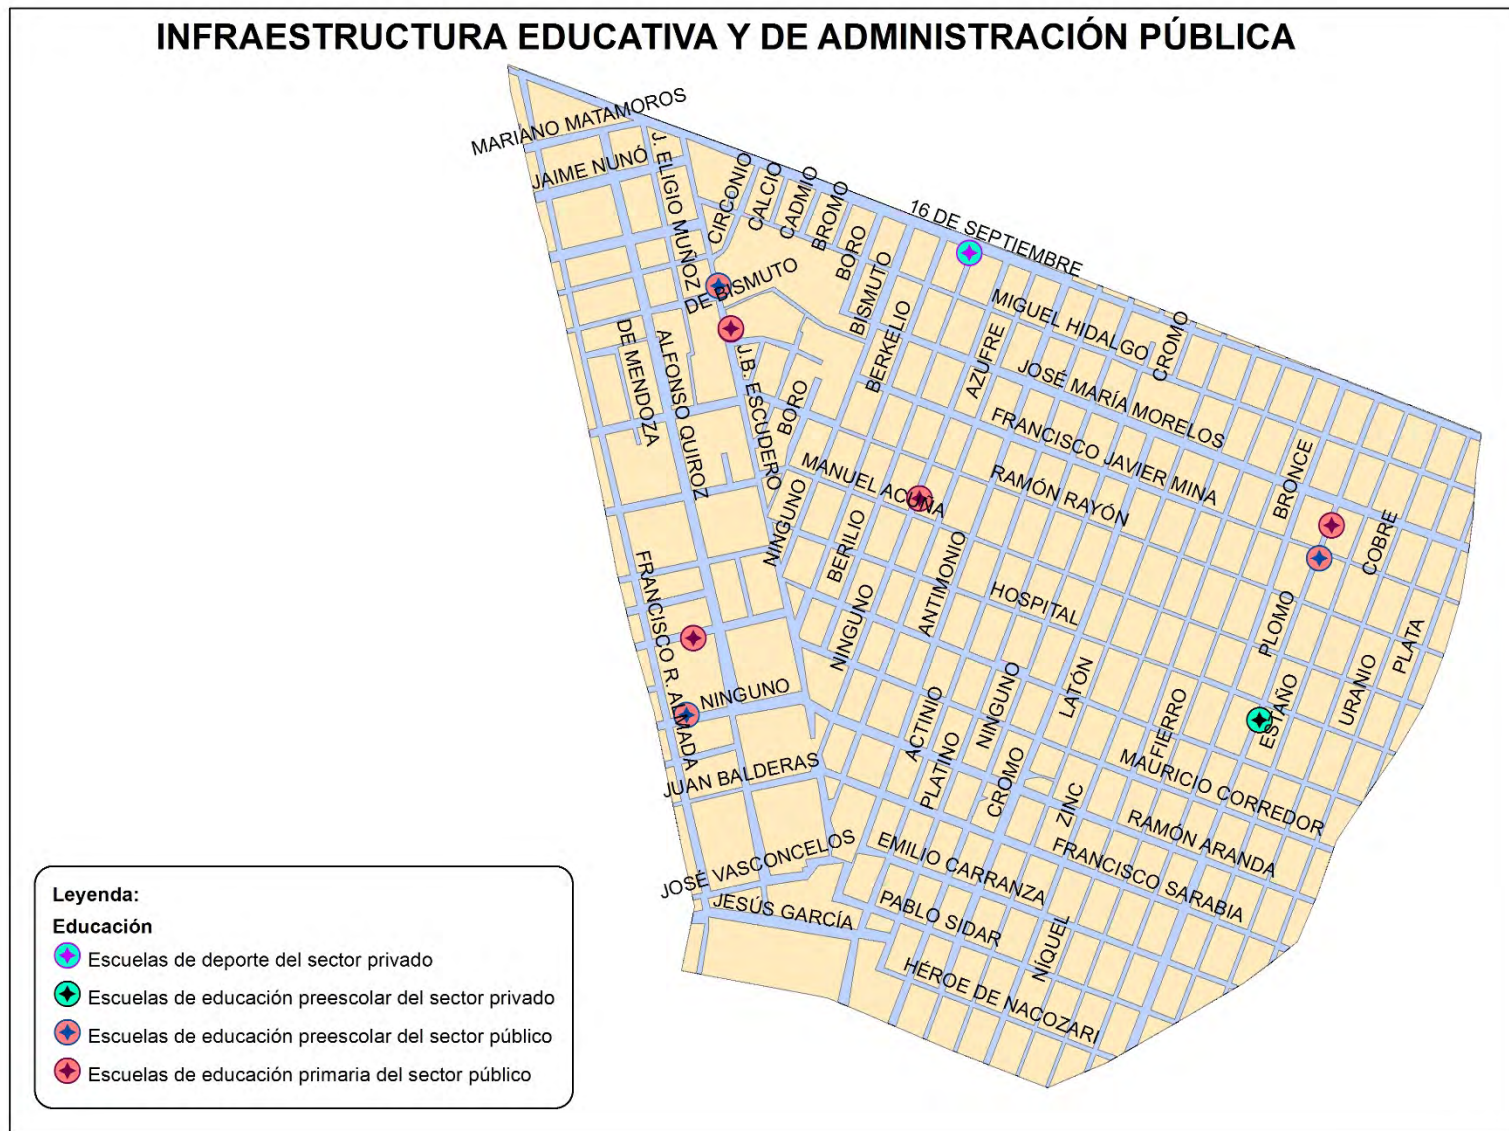 INFRAESTRUCTURA EDUCATIVA Y DE ADMINISTRACIÓN PÚBLICA
MARIANO MATAMOROS
JAIME NUNÓ
J. ELIGIO MUÑOZ
CIRCONIO
CALCIO
CADMIO
BROMO
BORO
BISMUTO
16 DE SEPTIEMBRE
DE BISMUTO
BERKELIO
AZUFRE
MIGUEL HIDALGO
CROMO
DE MENDOZA
ALFONSO QUIROZ
J.B. ESCUDERO
BORO
JOSÉ MARÍA MORELOS
FRANCISCO JAVIER MINA
BRONCE
MANUEL ACUÑA
RAMÓN RAYÓN
NINGUNO
BERILIO
ANTIMONIO
COBRE
FRANCISCO R. ALMADA
NINGUNO
HOSPITAL
PLOMO
PLATA
NINGUNO
ACTINIO
NINGUNO
LATÓN
FIERRO
ESTAÑO
URANIO
JUAN BALDERAS
PLATINO
CROMO
ZINC
MAURICIO CORREDOR
RAMÓN ARANDA
JOSÉ VASCONCELOS
EMILIO CARRANZA
FRANCISCO SARABIA
JESÚS GARCÍA
PABLO SIDAR
NÍQUEL
HÉROE DE NACOZARI
Leyenda:
Educación
Escuelas de deporte del sector privado
Escuelas de educación preescolar del sector privado
Escuelas de educación preescolar del sector público
Escuelas de educación primaria del sector público